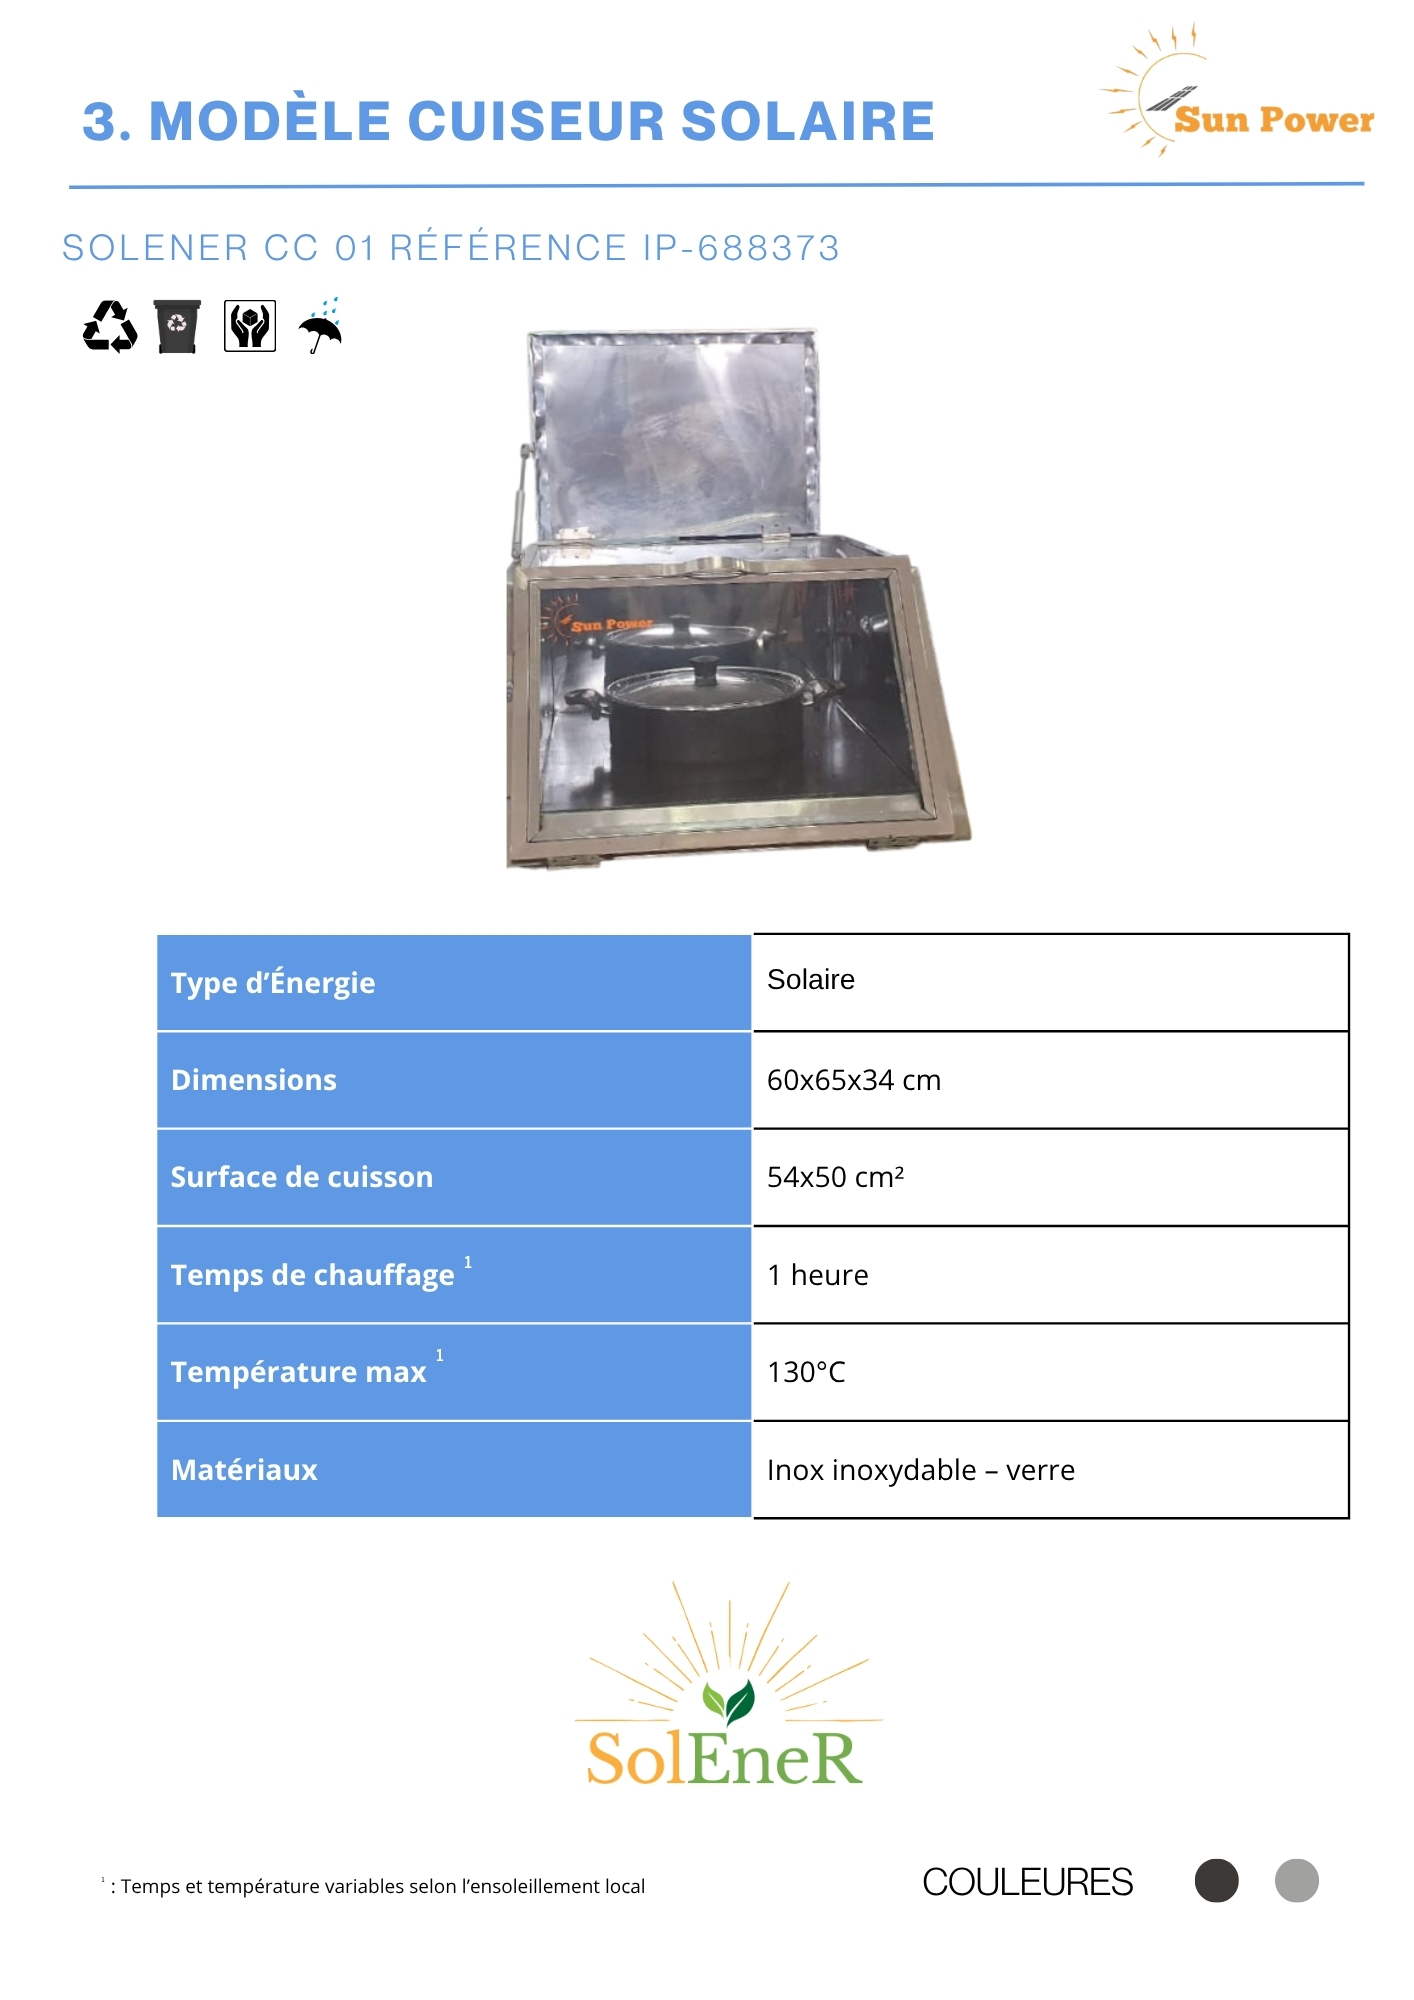 3. MODÈLE CUISEUR SOLAIRE
Sun Power
SOLENER CC 01 RÉFÉRENCE IP-688373
Sun Power
Type d’Énergie
Solaire
Dimensions
60x65x34 cm
Surface de cuisson
54x50 cm²
Temps de chauffage ¹
1 heure
Température max ¹
130°C
Matériaux
Inox inoxydable – verre
SolEneR
¹ : Temps et température variables selon l’ensoleillement local
COULEURES